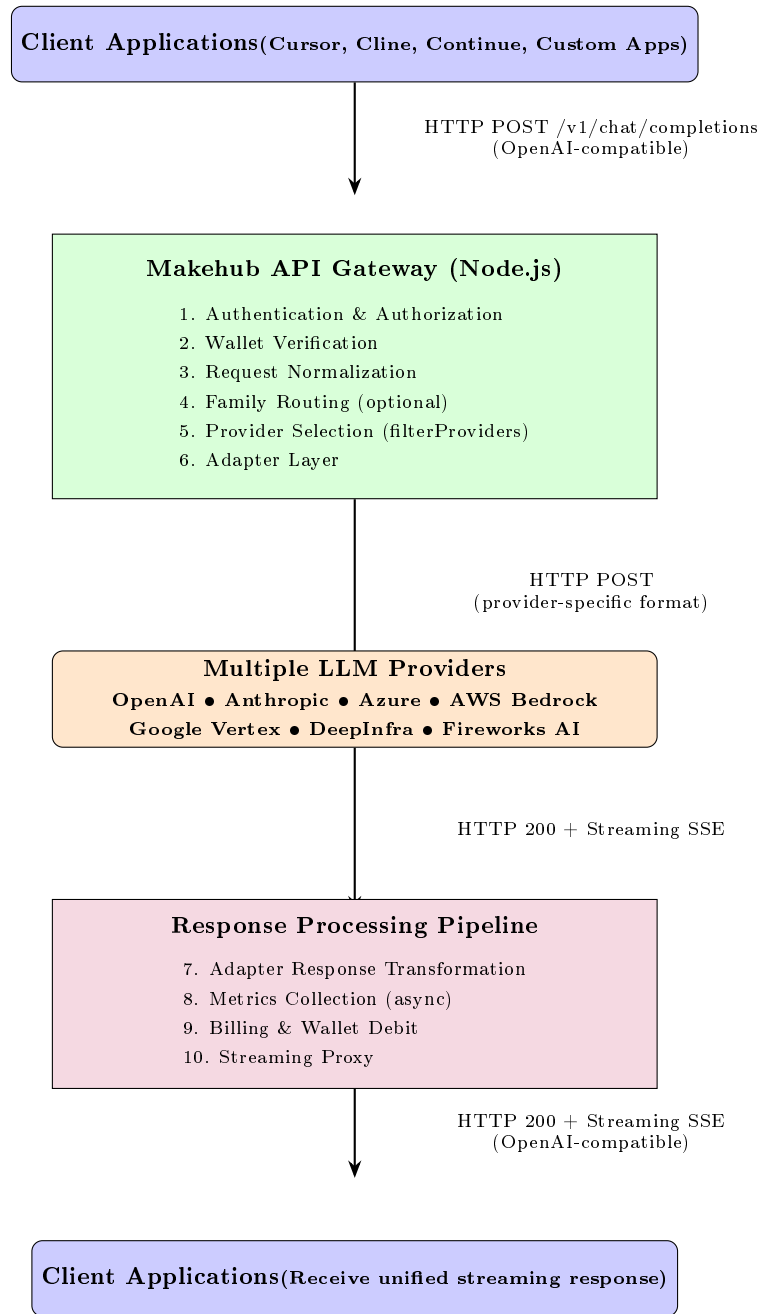 Client Applications(Cursor, Cline, Continue, Custom Apps)
HTTP POST /v1/chat/completions
(OpenAI-compatible)
Makehub API Gateway (Node.js)
1. Authentication & Authorization
2. Wallet Verification
3. Request Normalization
4. Family Routing (optional)
5. Provider Selection (filterProviders)
6. Adapter Layer
HTTP POST
(provider-specific format)
Multiple LLM Providers
OpenAI • Anthropic • Azure • AWS Bedrock
Google Vertex • DeepInfra • Fireworks AI
HTTP 200 + Streaming SSE
Response Processing Pipeline
7. Adapter Response Transformation
8. Metrics Collection (async)
9. Billing & Wallet Debit
10. Streaming Proxy
HTTP 200 + Streaming SSE
(OpenAI-compatible)
Client Applications(Receive unified streaming response)